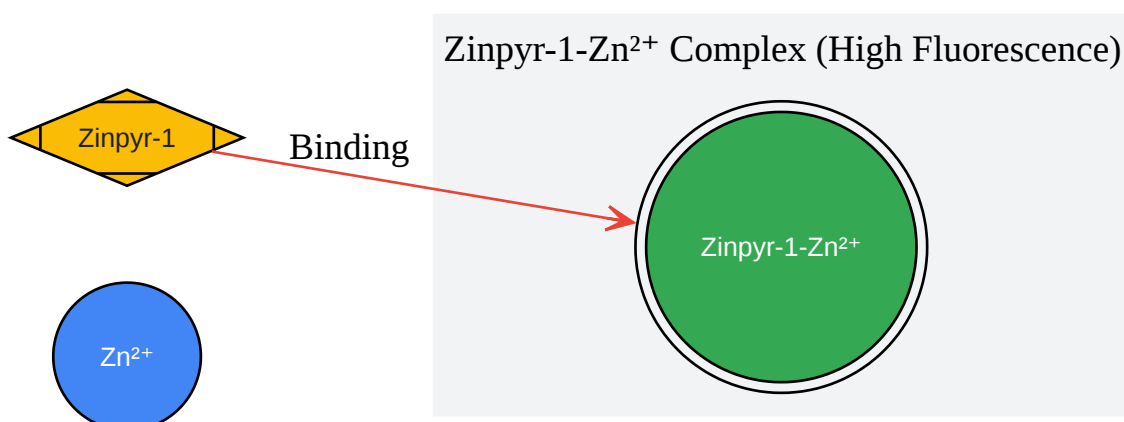 Zinpyr-1-Zn²⁺ Complex (High Fluorescence)
Zinpyr-1
Binding
Zinpyr-1-Zn²⁺
Zn²⁺